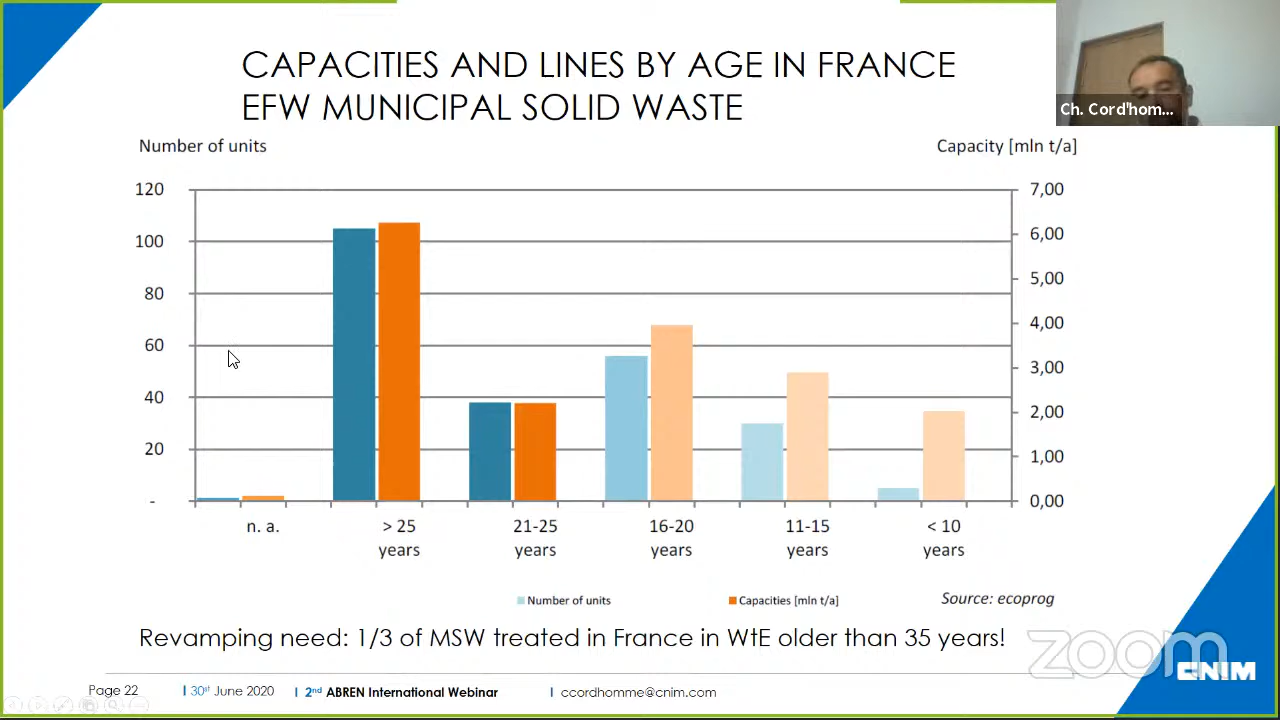 CAPACITIES AND LINES BY AGE IN FRANCE
EFW MUNICIPAL SOLID WASTE
Ch. Cord'hom...
Number of units
Capacity [mln t/a]
120
100
80
60
40
20
-
7,00
6,00
5,00
4,00
3,00
2,00
1,00
0,00
n. a.
> 25 years
21-25 years
16-20 years
11-15 years
< 10 years
Number of units
Capacities [mln t/a]
Source: ecoprog
Revamping need: 1/3 of MSW treated in France in WtE older than 35 years!
zoom
CNIM
Page 22
30st June 2020
2nd ABREN International Webinar
ccordhomme@cnim.com